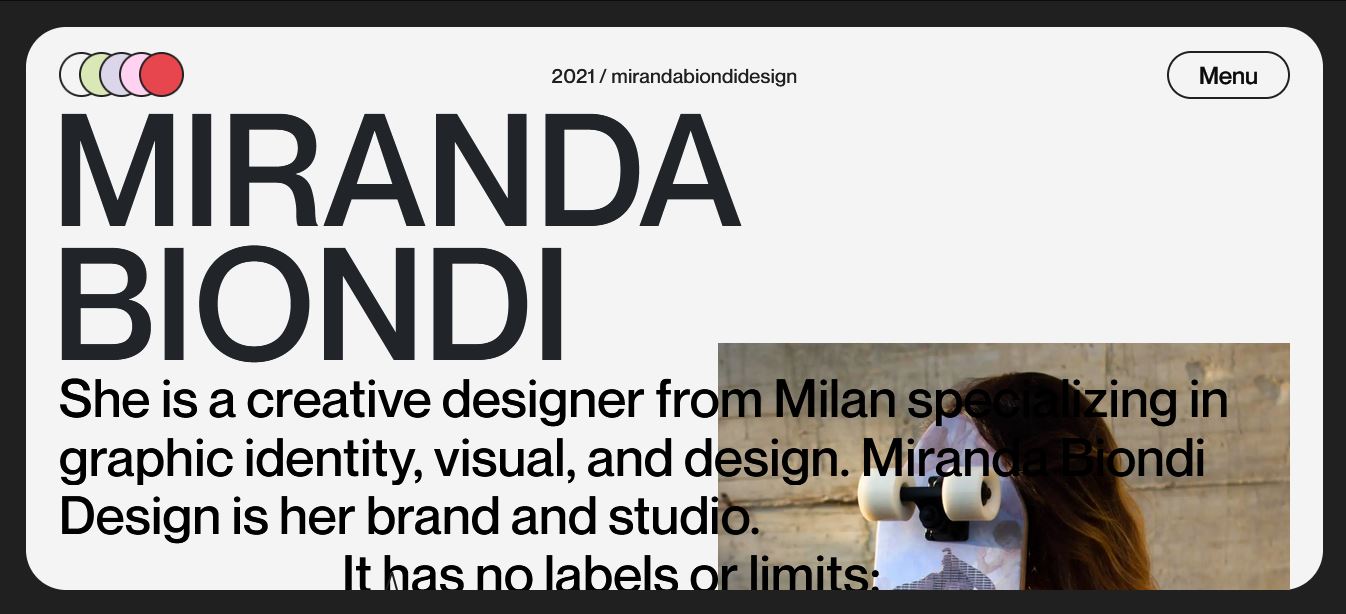 2021 / mirandabiondidesign
Menu
MIRANDA
BIONDI
She is a creative designer from Milan specializing in
graphic identity, visual, and design. Miranda Biondi
Design is her brand and studio.
It has no labels or limits: